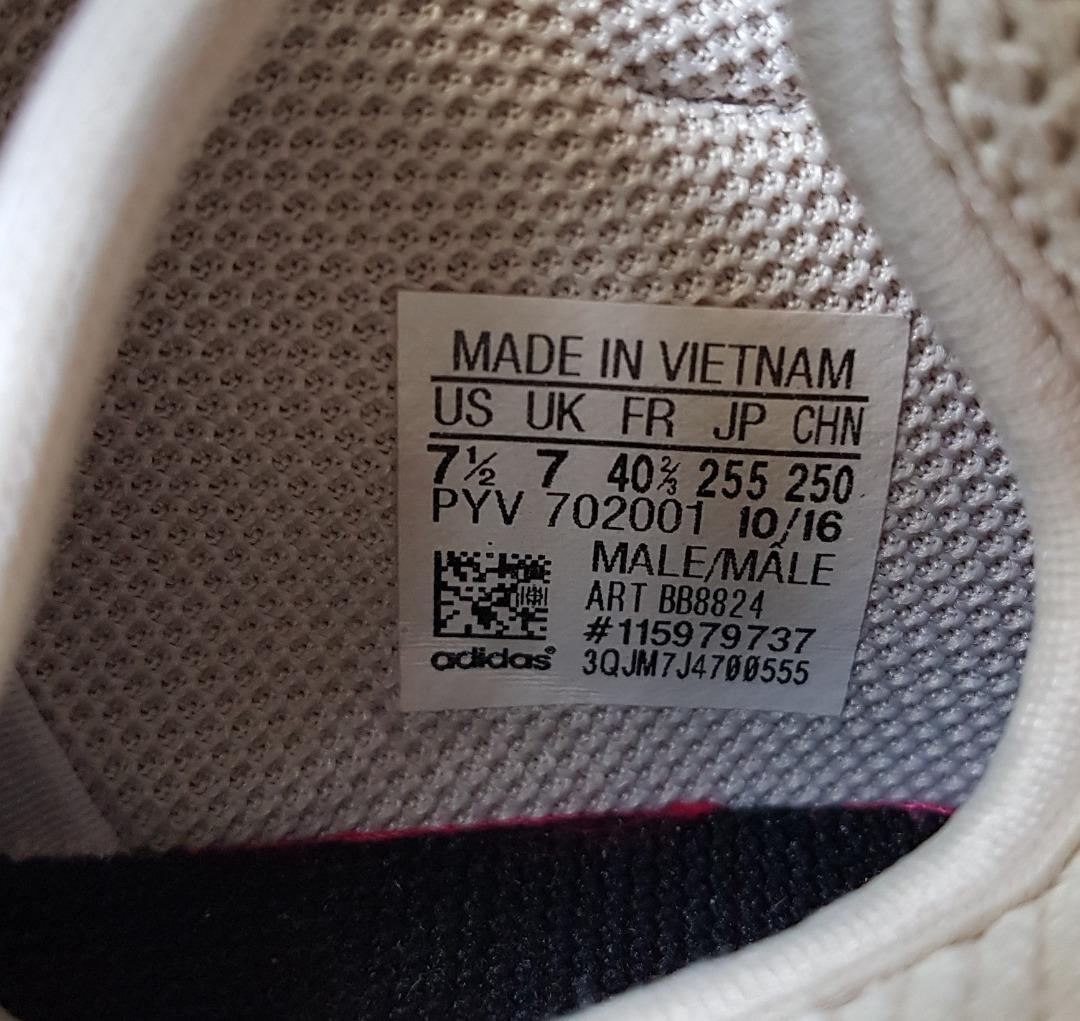 MADE IN VIETNAM
US UK FR JP CHN
7½ 7 40⅔ 255 250
PYV 702001 10/16
MALE/MÂLE
ART BB8824
#115979737
adidas® 3QJM7J4700555